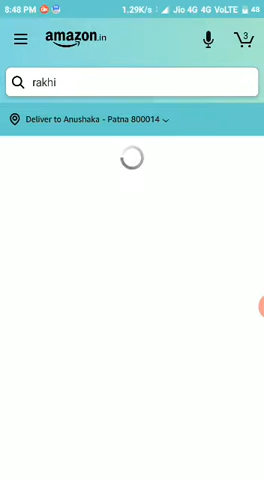 8:48 PM 1.29K/s Jio 4G 4G VoLTE 48
amazon.in
3
rakhi
Deliver to Anushaka - Patna 800014